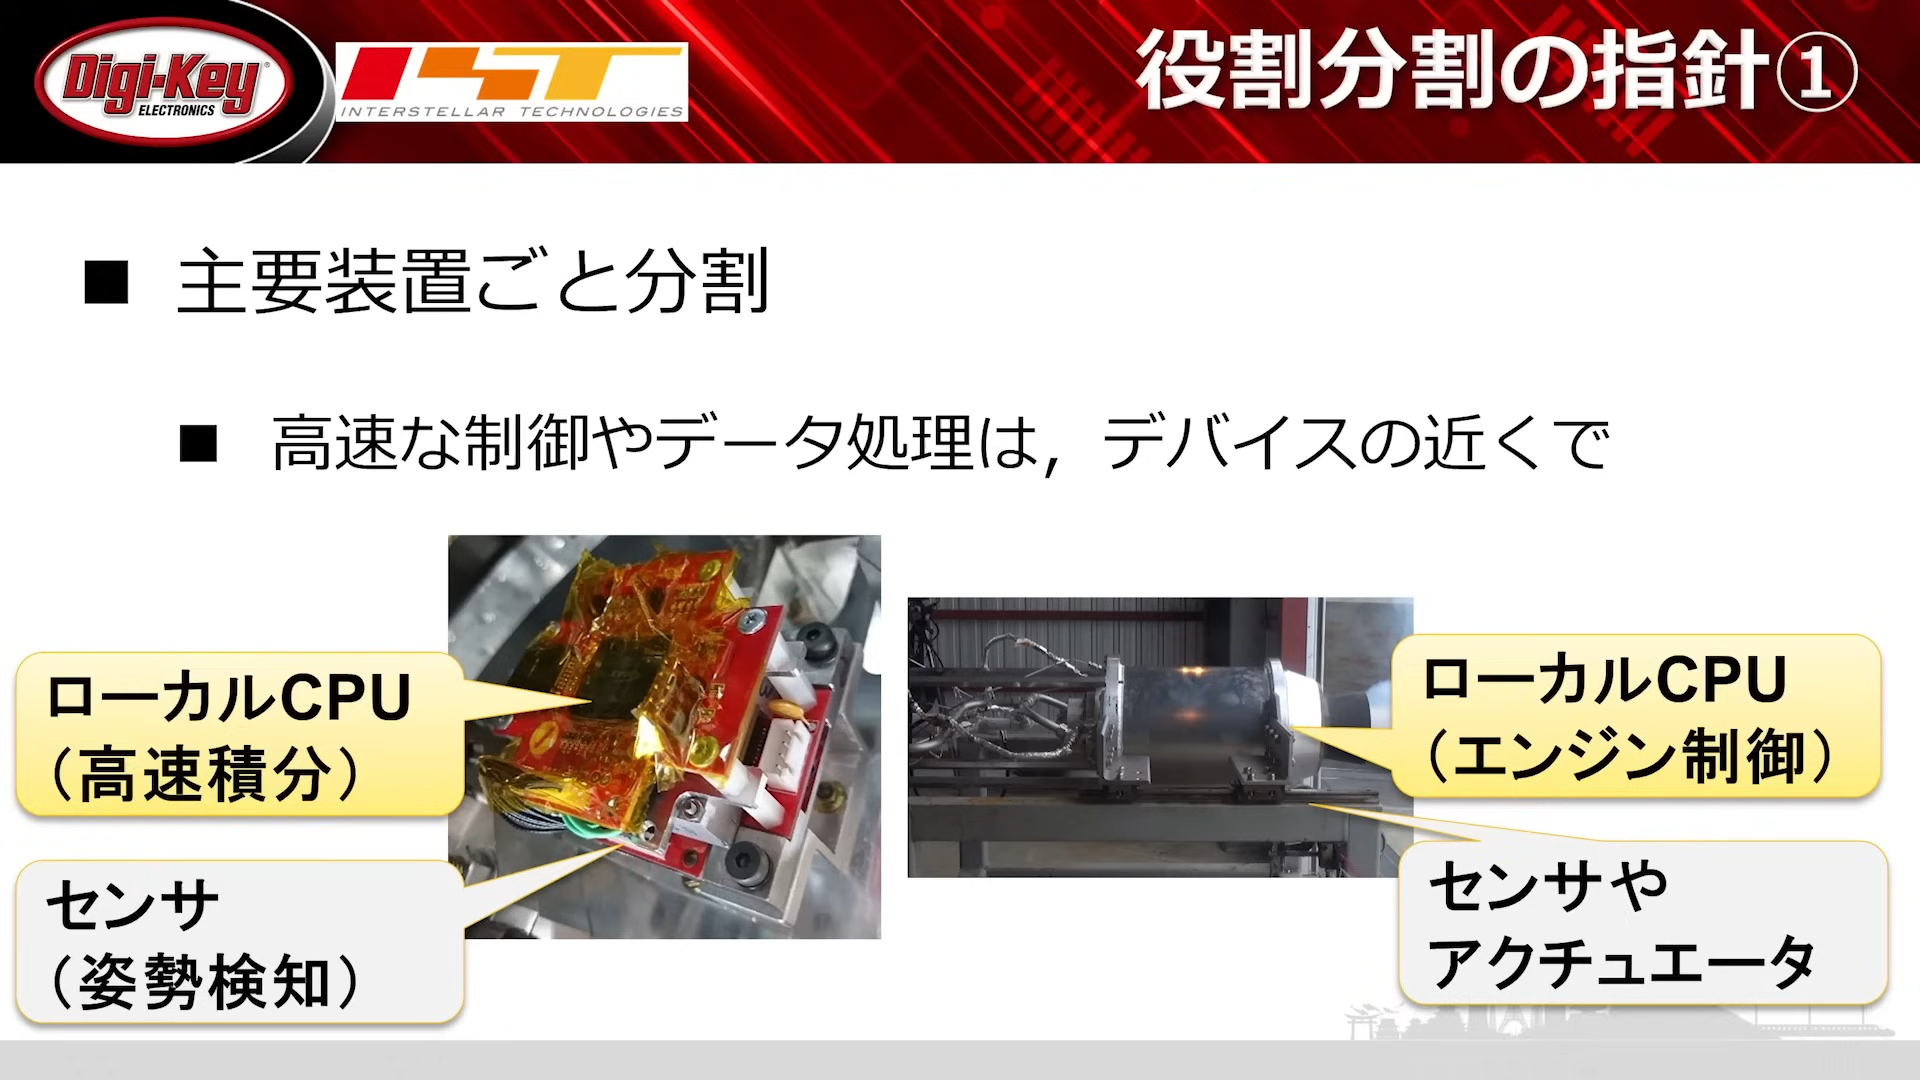 Digi-Key
ELECTRONICS
IST
INTERSTELLAR TECHNOLOGIES
役割分割の指針①
■ 主要装置ごと分割
■ 高速な制御やデータ処理は，デバイスの近くで
ローカルCPU
（高速積分）
センサ
（姿勢検知）
ローカルCPU
（エンジン制御）
センサや
アクチュエータ